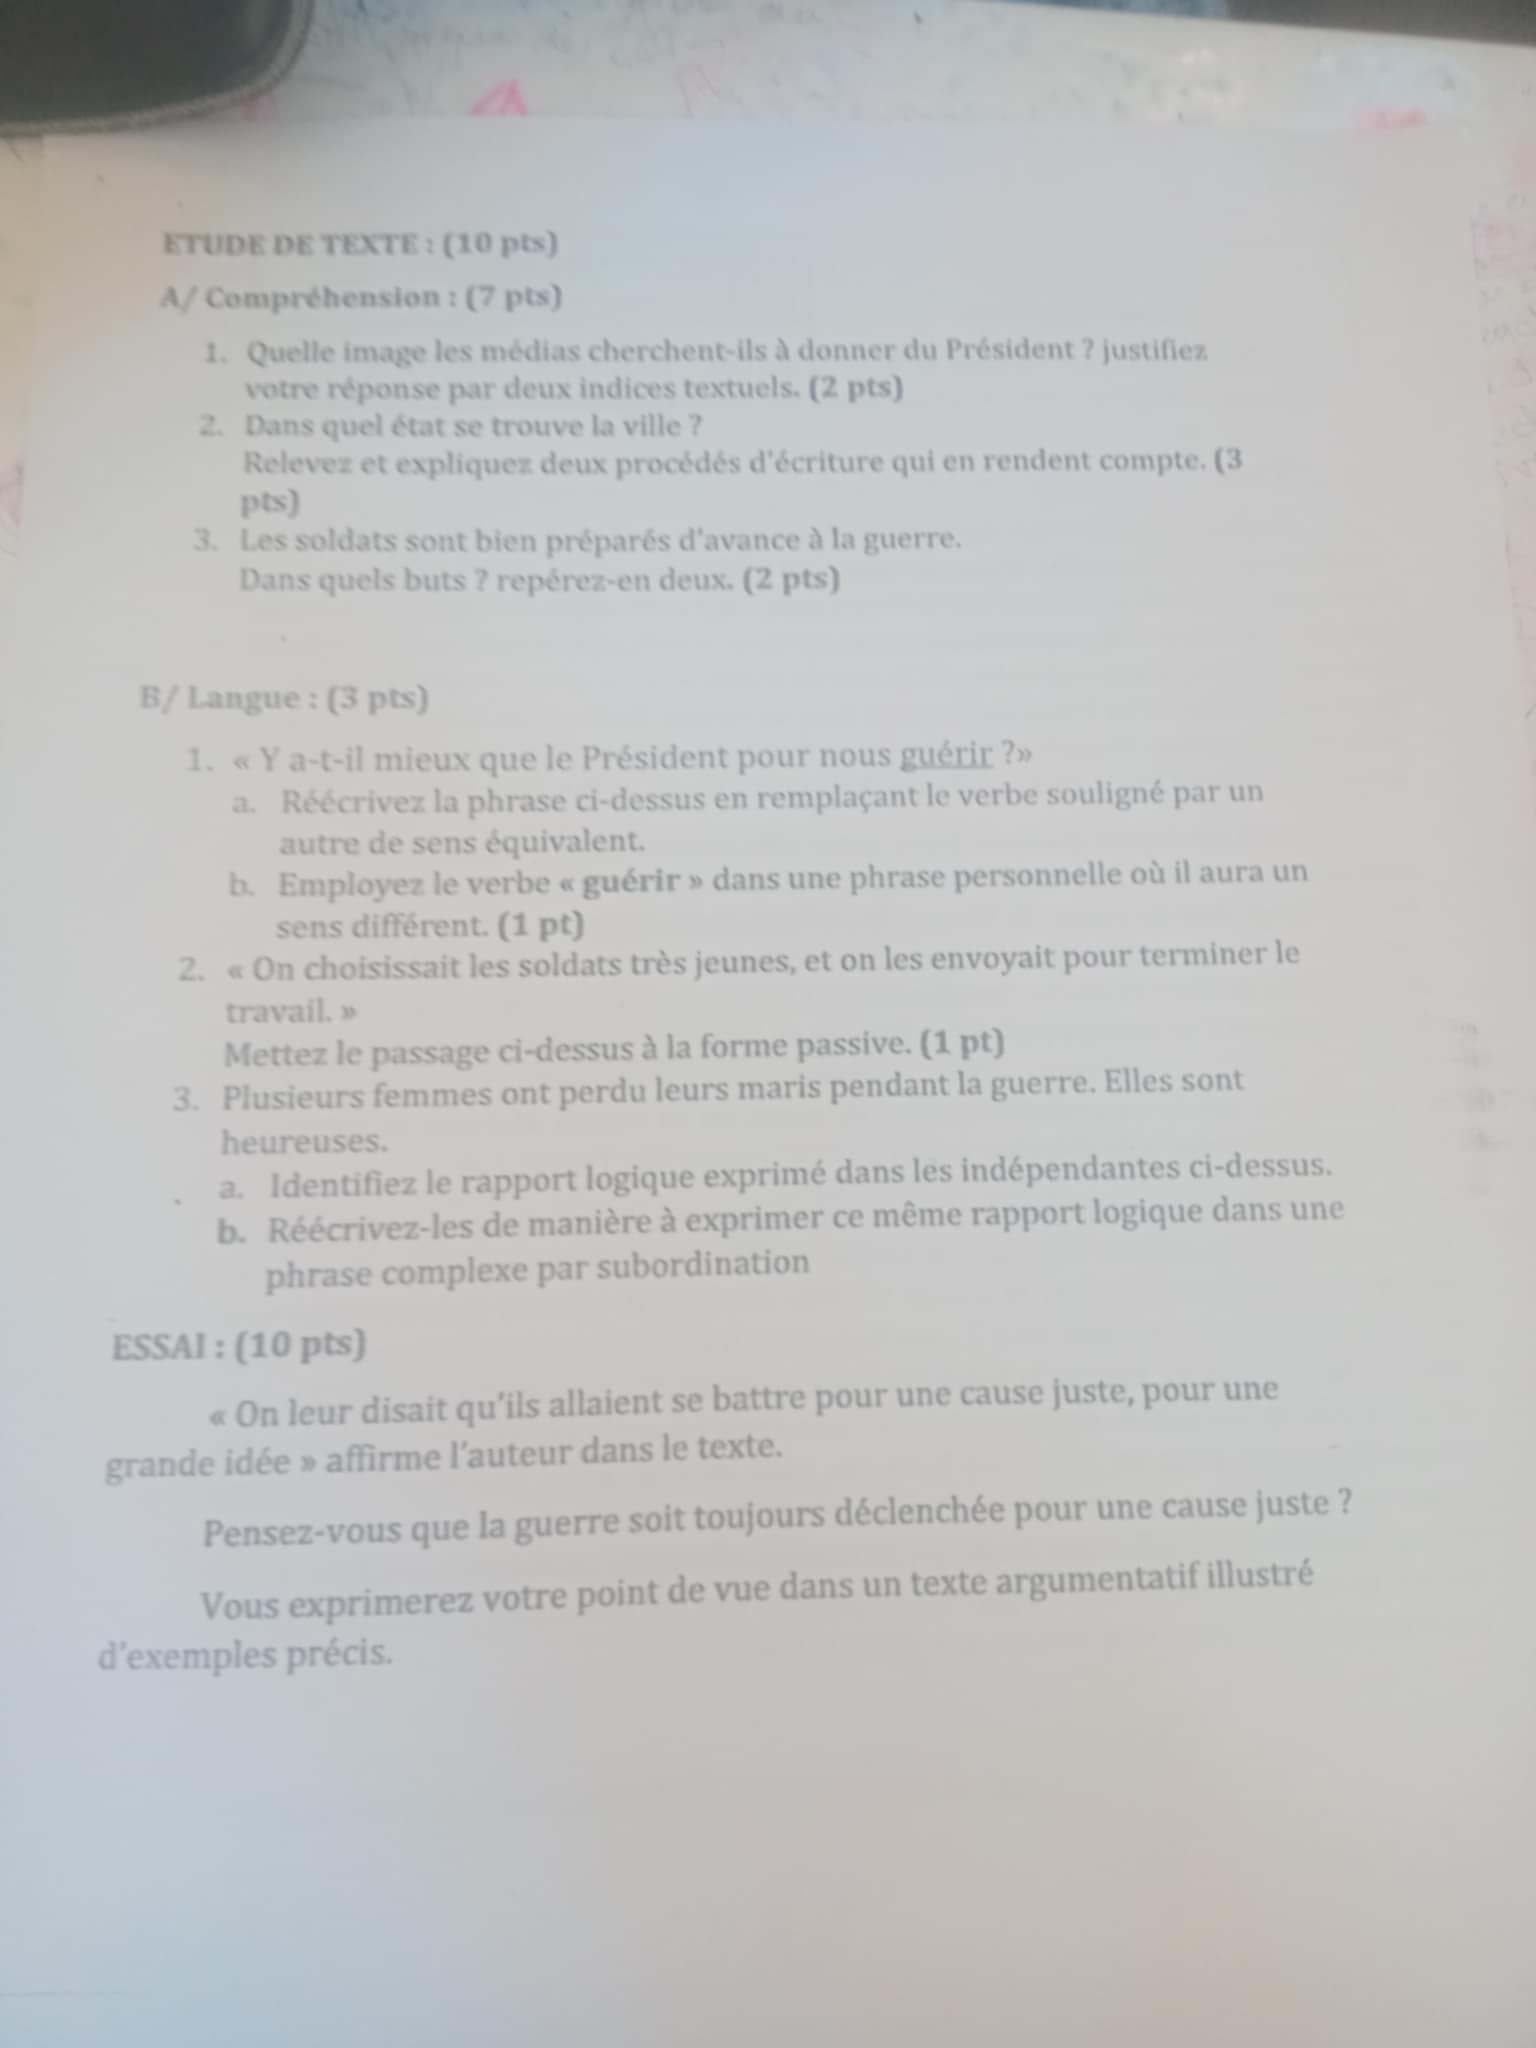 ETUDE DE TEXTE : (10 pts)
A/ Compréhension : (7 pts)
1. Quelle image les médias cherchent-ils à donner du Président ? justifiez
votre réponse par deux indices textuels. (2 pts)
2. Dans quel état se trouve la ville ?
Relevez et expliquez deux procédés d'écriture qui en rendent compte. (3
pts)
3. Les soldats sont bien préparés d'avance à la guerre.
Dans quels buts ? repérez-en deux. (2 pts)
B/ Langue : (3 pts)
1. « Y a-t-il mieux que le Président pour nous guérir ?»
a. Réécrivez la phrase ci-dessus en remplaçant le verbe souligné par un
autre de sens équivalent.
b. Employez le verbe « guérir » dans une phrase personnelle où il aura un
sens différent. (1 pt)
2. « On choisissait les soldats très jeunes, et on les envoyait pour terminer le
travail. »
Mettez le passage ci-dessus à la forme passive. (1 pt)
3. Plusieurs femmes ont perdu leurs maris pendant la guerre. Elles sont
heureuses.
a. Identifiez le rapport logique exprimé dans les indépendantes ci-dessus.
b. Réécrivez-les de manière à exprimer ce même rapport logique dans une
phrase complexe par subordination
ESSAI : (10 pts)
« On leur disait qu'ils allaient se battre pour une cause juste, pour une
grande idée » affirme l'auteur dans le texte.
Pensez-vous que la guerre soit toujours déclenchée pour une cause juste ?
Vous exprimerez votre point de vue dans un texte argumentatif illustré
d'exemples précis.